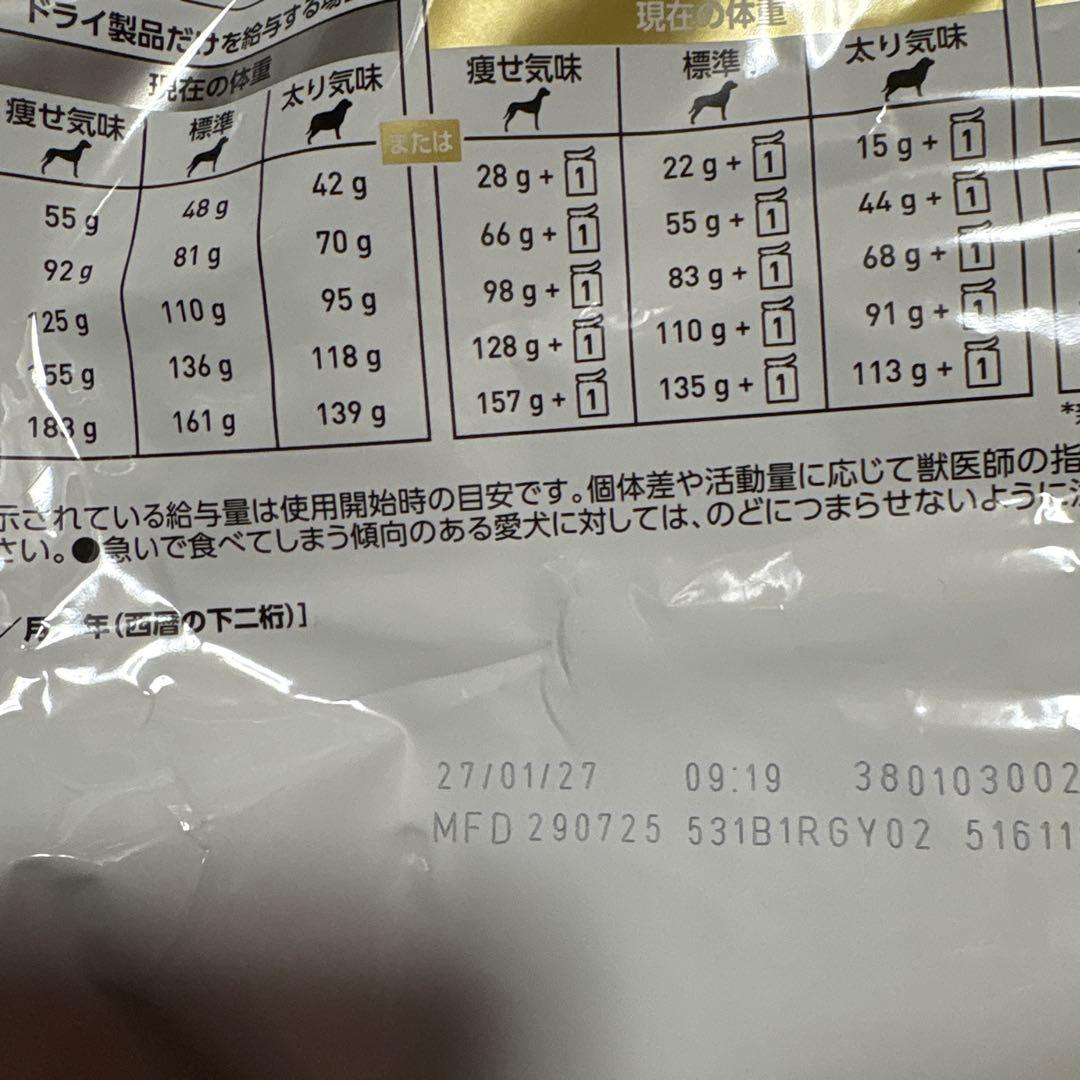 ドライ製品だけを給与する場
現在の体重
痩せ気味 標準 太り気味
55 g 48 g 42 g
92 g 81 g 70 g
125 g 110 g 95 g
155 g 136 g 118 g
183 g 161 g 139 g
または
現在の体重
痩せ気味 標準 太り気味
28 g + 1 22 g + 1 15 g + 1
66 g + 1 55 g + 1 44 g + 1
98 g + 1 83 g + 1 68 g + 1
128 g + 1 110 g + 1 91 g + 1
157 g + 1 135 g + 1 113 g + 1
示されている給与量は使用開始時の目安です。個体差や活動量に応じて獣医師の指
さい。●急いで食べてしまう傾向のある愛犬に対しては、のどにつまらせないように
／月 年(西暦の下二桁)]
27/01/27 09:19 380103002
MFD 290725 531B1RGY02 51611